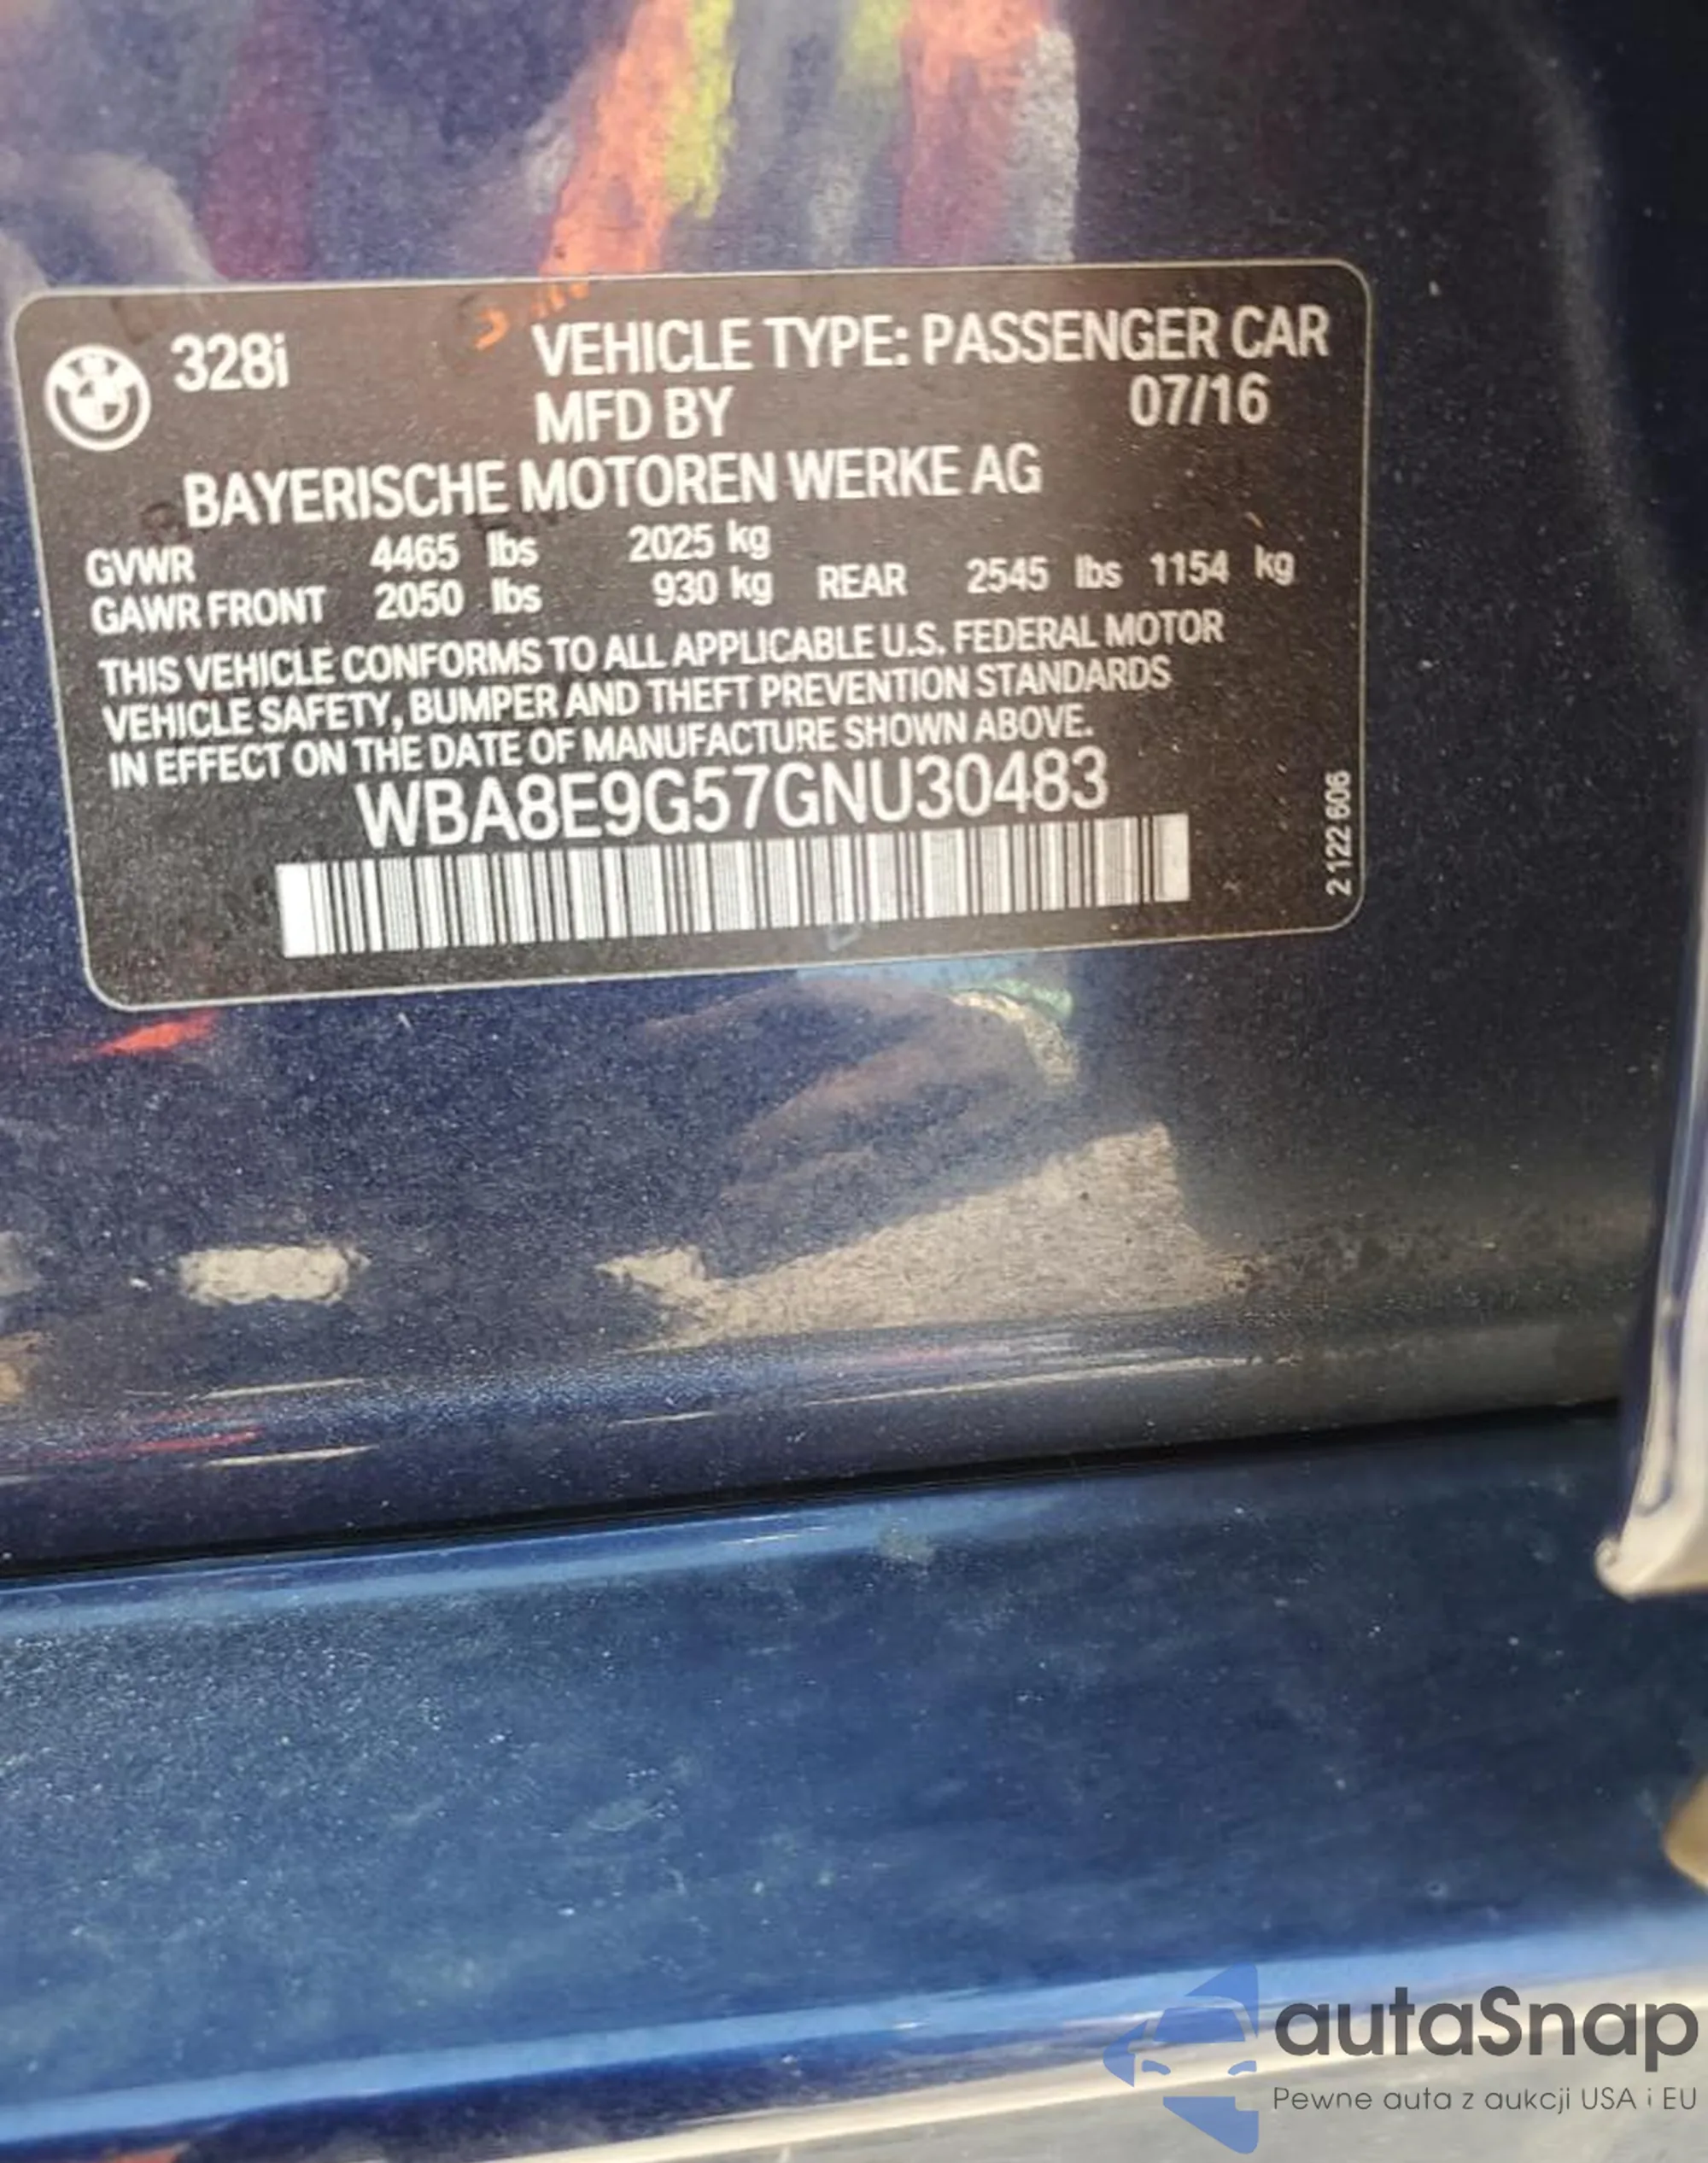 328i VEHICLE TYPE: PASSENGER CAR
MFD BY 07/16
BAYERISCHE MOTOREN WERKE AG
GVWR 4465 lbs 2025 kg
GAWR FRONT 2050 lbs 930 kg REAR 2545 lbs 1154 kg
THIS VEHICLE CONFORMS TO ALL APPLICABLE U.S. FEDERAL MOTOR
VEHICLE SAFETY, BUMPER AND THEFT PREVENTION STANDARDS
IN EFFECT ON THE DATE OF MANUFACTURE SHOWN ABOVE.
WBA8E9G57GNU30483
2 122 606
autaSnap
Pewne auta z aukcji USA i EU